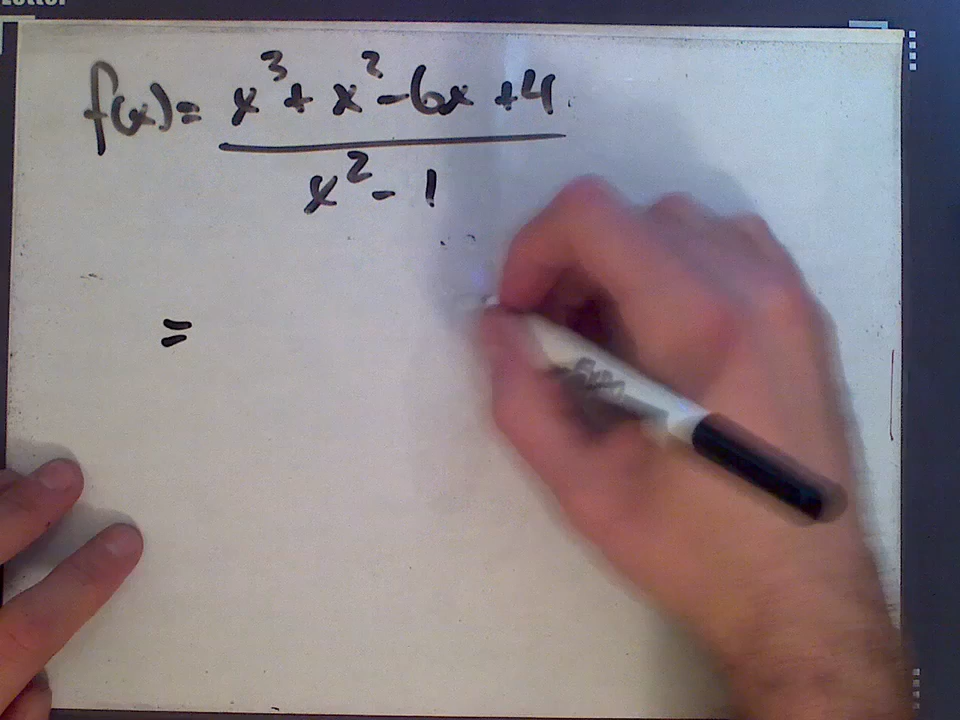 f(x) = x³ + x² - 6x + 4
x² - 1
=